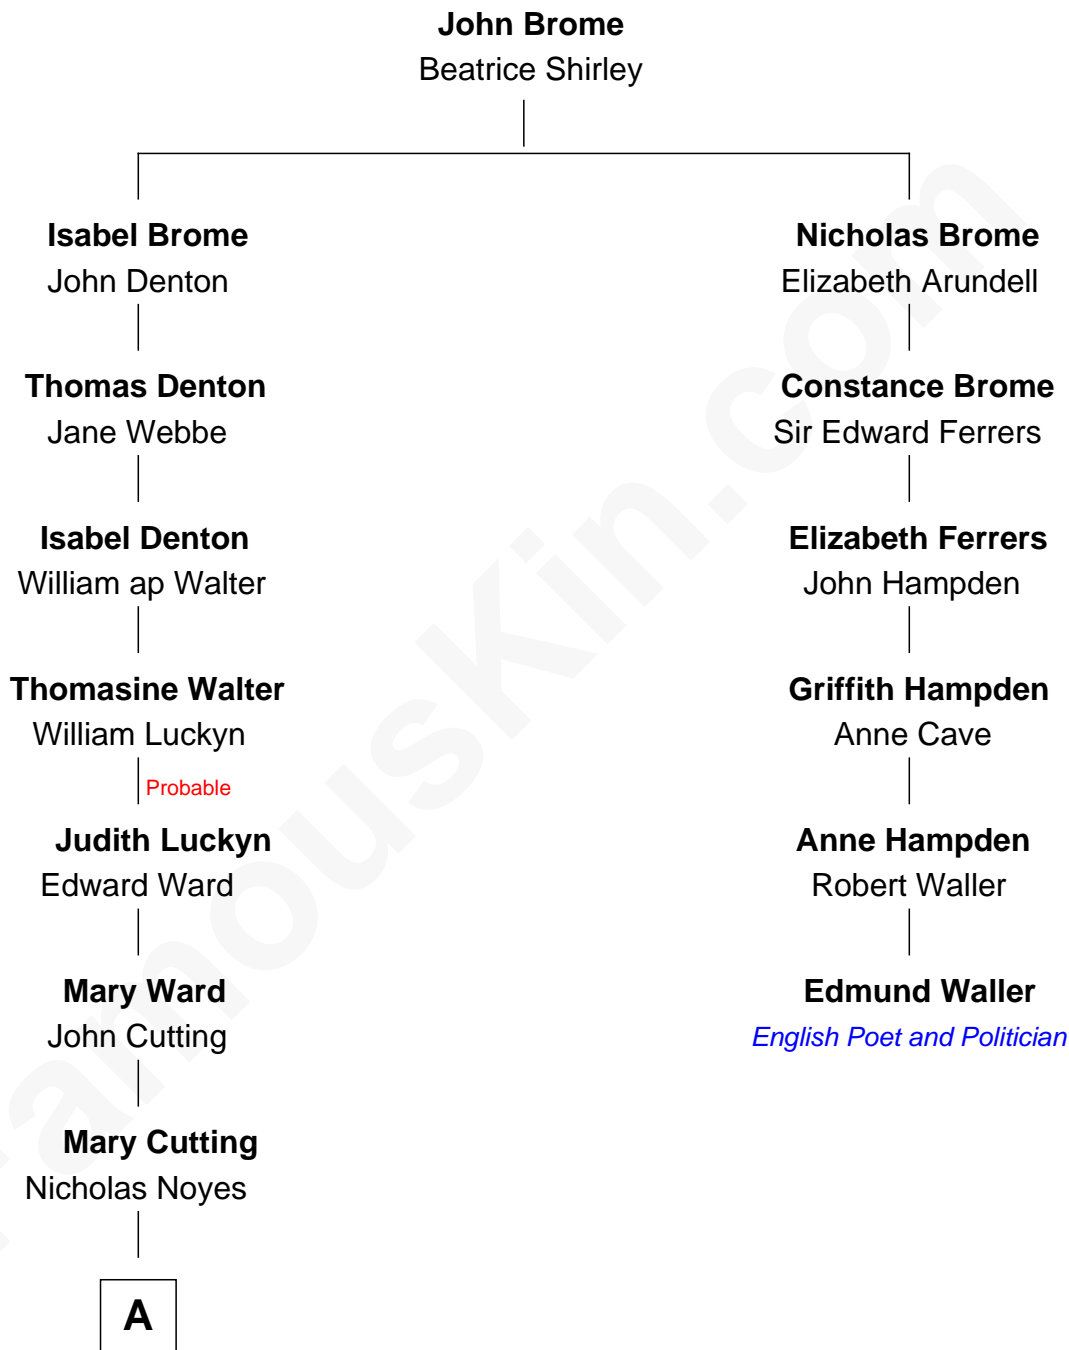 John Brome
Beatrice Shirley
Isabel Brome
John Denton
Nicholas Brome
Elizabeth Arundell
Thomas Denton
Jane Webbe
Constance Brome
Sir Edward Ferrers
Isabel Denton
William ap Walter
Elizabeth Ferrers
John Hampden
Thomasine Walter
William Luckyn
Griffith Hampden
Anne Cave
Probable
Judith Luckyn
Edward Ward
Anne Hampden
Robert Waller
Mary Ward
John Cutting
Edmund Waller
English Poet and Politician
Mary Cutting
Nicholas Noyes
A
FamousKin.com